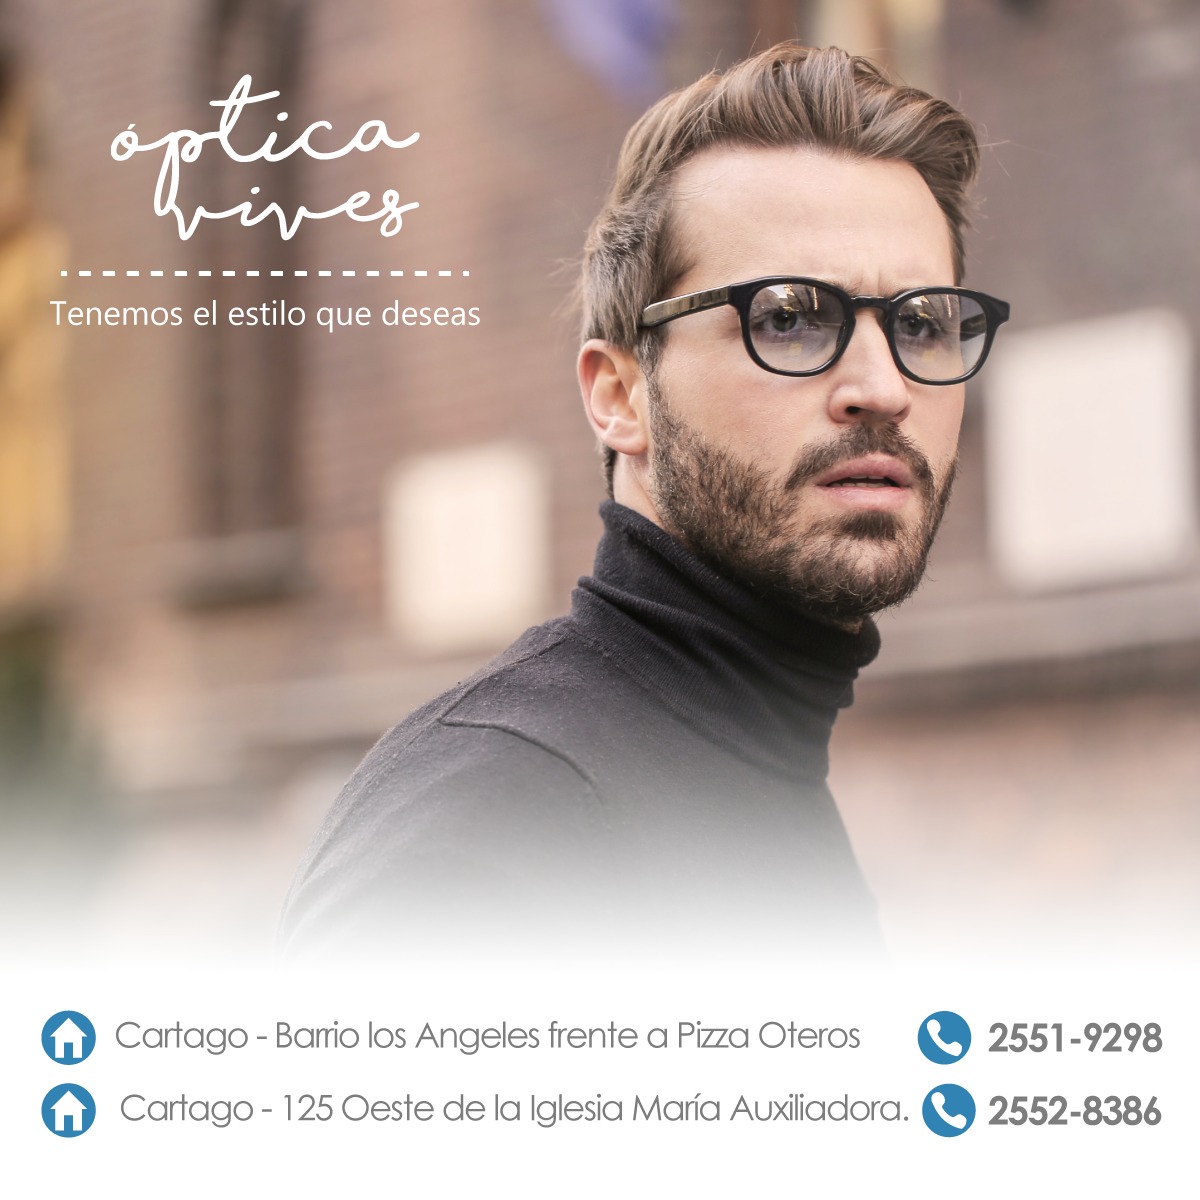 óptica
vives
Tenemos el estilo que deseas
Cartago - Barrio los Angeles frente a Pizza Oteros 2551-9298
Cartago - 125 Oeste de la Iglesia María Auxiliadora. 2552-8386